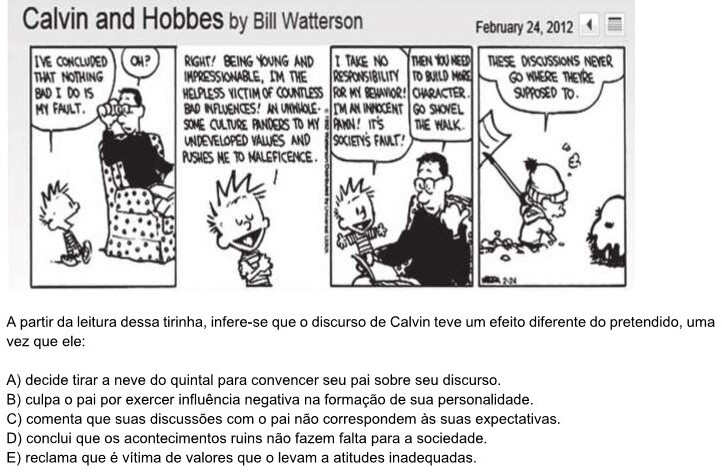 Calvin and Hobbes by Bill Watterson
February 24, 2012
I'VE CONCLUDED
THAT NOTHING
BAD I DO IS
MY FAULT.
OH?
RIGHT! BEING YOUNG AND
IMPRESSIONABLE, I'M THE
HELPLESS VICTIM OF COUNTLESS
BAD INFLUENCES! AN UNWHOLE-
SOME CULTURE PANDERS TO MY
UNDEVELOPED VALUES AND
PUSHES ME TO MALEFICENCE.
I TAKE NO
RESPONSIBILITY
FOR MY BEHAVIOR!
I'M AN INNOCENT
PAWN! IT'S
SOCIETY'S FAULT!
THEN YOU NEED
TO BUILD MORE
CHARACTER.
GO SHOVEL
THE WALK.
THESE DISCUSSIONS NEVER
GO WHERE THEY'RE
SUPPOSED TO.
2-24
A partir da leitura dessa tirinha, infere-se que o discurso de Calvin teve um efeito diferente do pretendido, uma
vez que ele:
A) decide tirar a neve do quintal para convencer seu pai sobre seu discurso.
B) culpa o pai por exercer influência negativa na formação de sua personalidade.
C) comenta que suas discussões com o pai não correspondem às suas expectativas.
D) conclui que os acontecimentos ruins não fazem falta para a sociedade.
E) reclama que é vítima de valores que o levam a atitudes inadequadas.